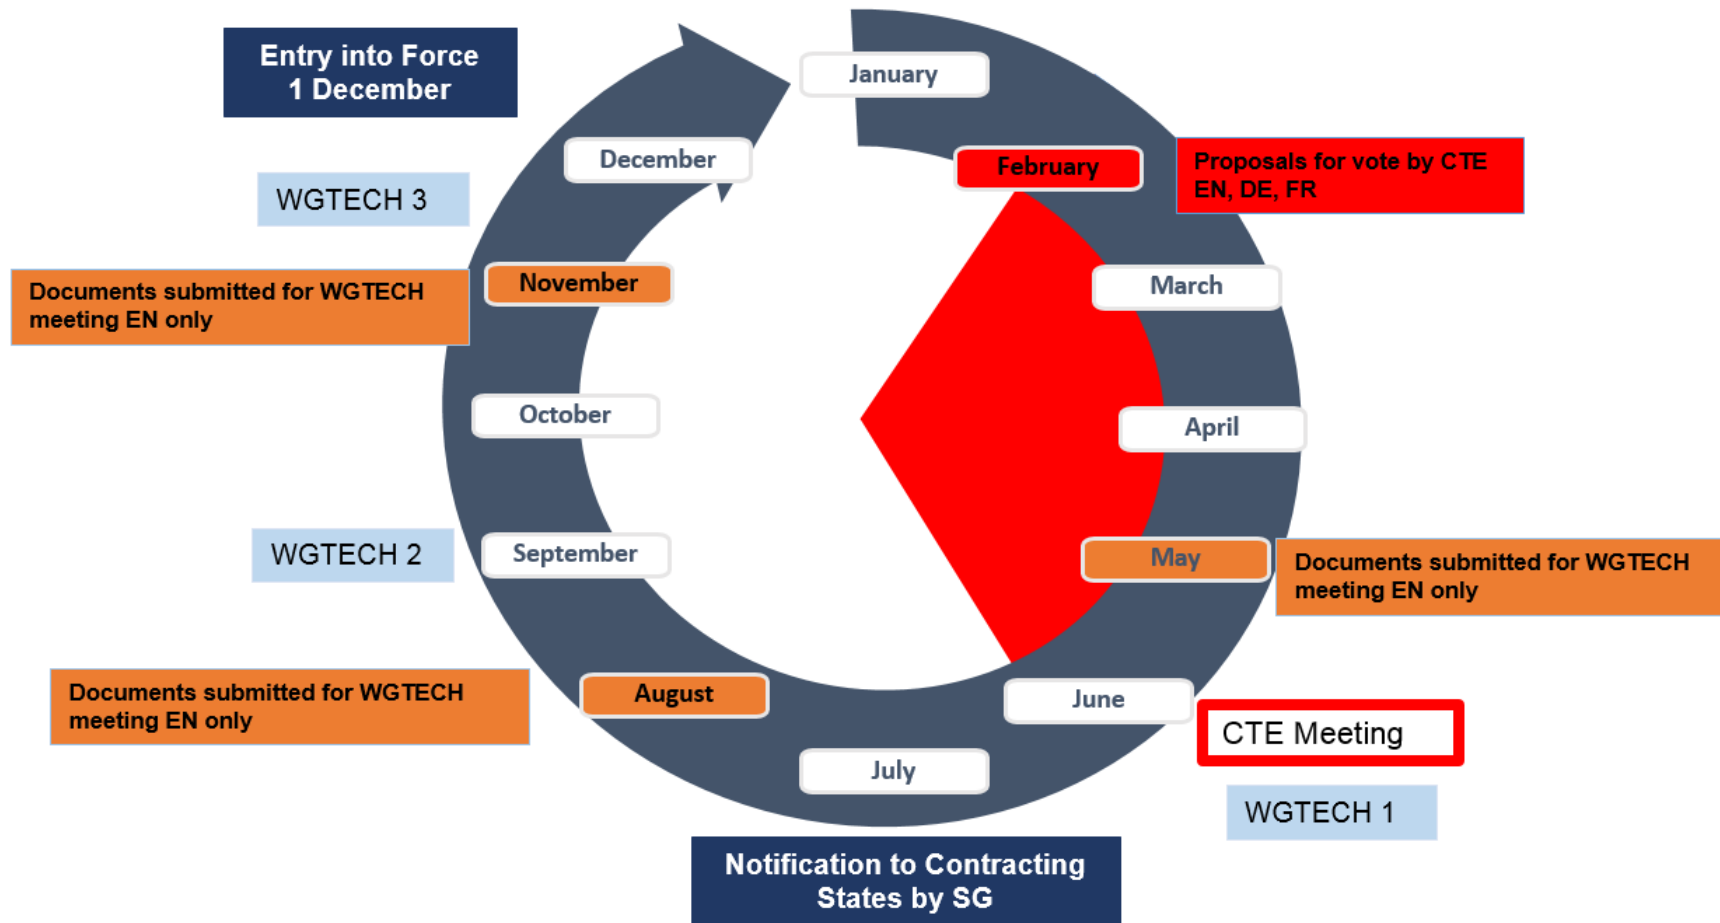 Entry into Force
1 December
January
December
February
Proposals for vote by CTE
EN, DE, FR
WGTECH 3
November
March
Documents submitted for WGTECH
meeting EN only
October
April
WGTECH 2
September
May
Documents submitted for WGTECH
meeting EN only
Documents submitted for WGTECH
meeting EN only
August
June
CTE Meeting
July
WGTECH 1
Notification to Contracting
States by SG